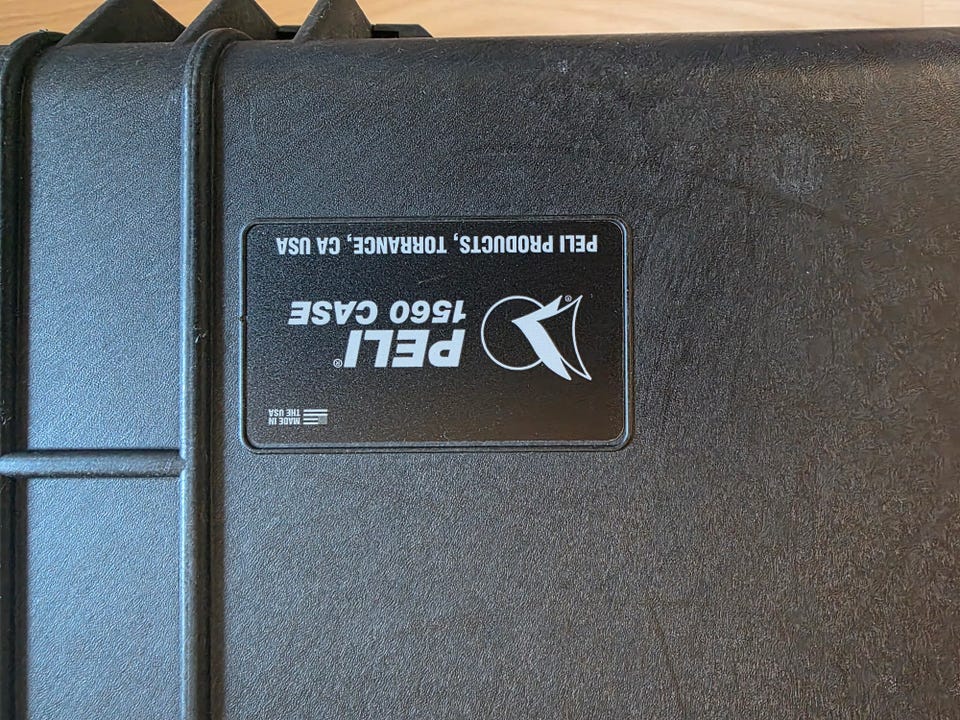 MADE IN
THE USA
PELI®
1560 CASE
®
PELI PRODUCTS, TORRANCE, CA USA